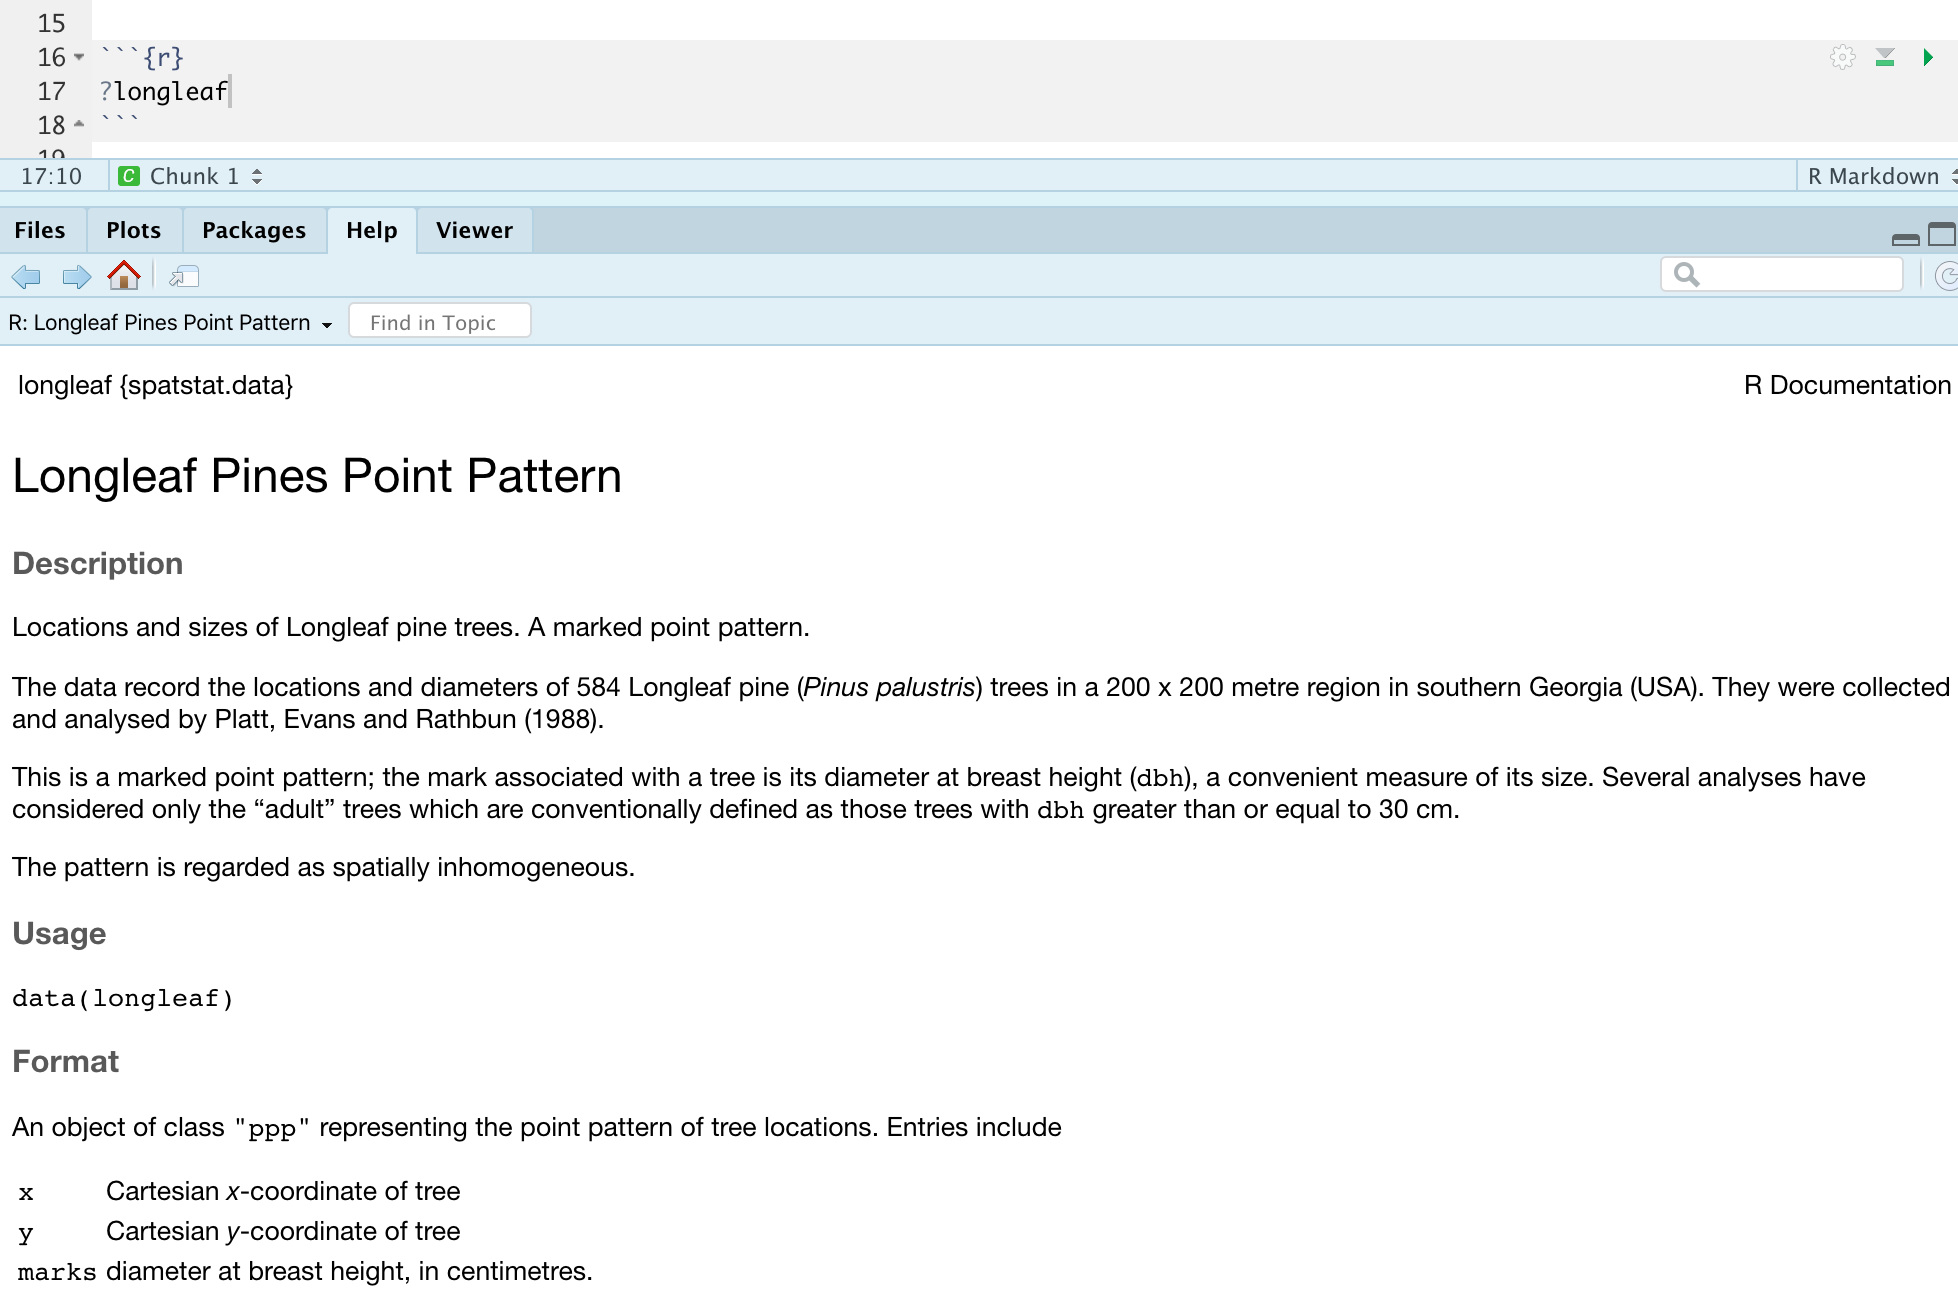 15
16 ```{r}
17 ?longleaf
18 ```
19
17:10 C Chunk 1 R Markdown
Files Plots Packages Help Viewer
R: Longleaf Pines Point Pattern Find in Topic
longleaf {spatstat.data} R Documentation
Longleaf Pines Point Pattern
Description
Locations and sizes of Longleaf pine trees. A marked point pattern.
The data record the locations and diameters of 584 Longleaf pine (Pinus palustris) trees in a 200 x 200 metre region in southern Georgia (USA). They were collected
and analysed by Platt, Evans and Rathbun (1988).
This is a marked point pattern; the mark associated with a tree is its diameter at breast height (dbh), a convenient measure of its size. Several analyses have
considered only the “adult” trees which are conventionally defined as those trees with dbh greater than or equal to 30 cm.
The pattern is regarded as spatially inhomogeneous.
Usage
data(longleaf)
Format
An object of class "ppp" representing the point pattern of tree locations. Entries include
x Cartesian x-coordinate of tree
y Cartesian y-coordinate of tree
marks diameter at breast height, in centimetres.